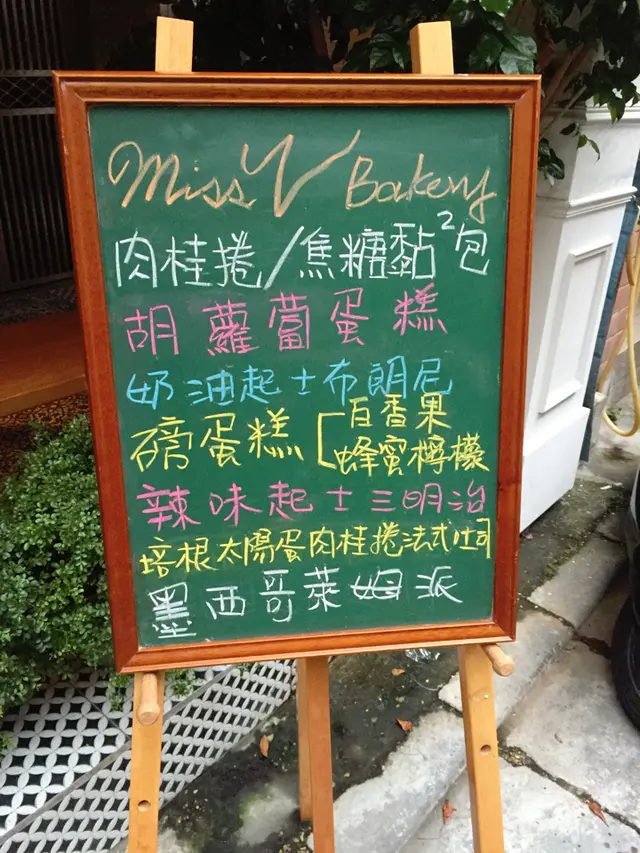 Miss V Bakery
肉桂捲/焦糖黏²包
胡蘿蔔蛋糕
奶油起士布朗尼
磅蛋糕[百香果
蜂蜜檸檬
辣味起士三明治
培根太陽蛋肉桂捲法式吐司
墨西哥萊姆派